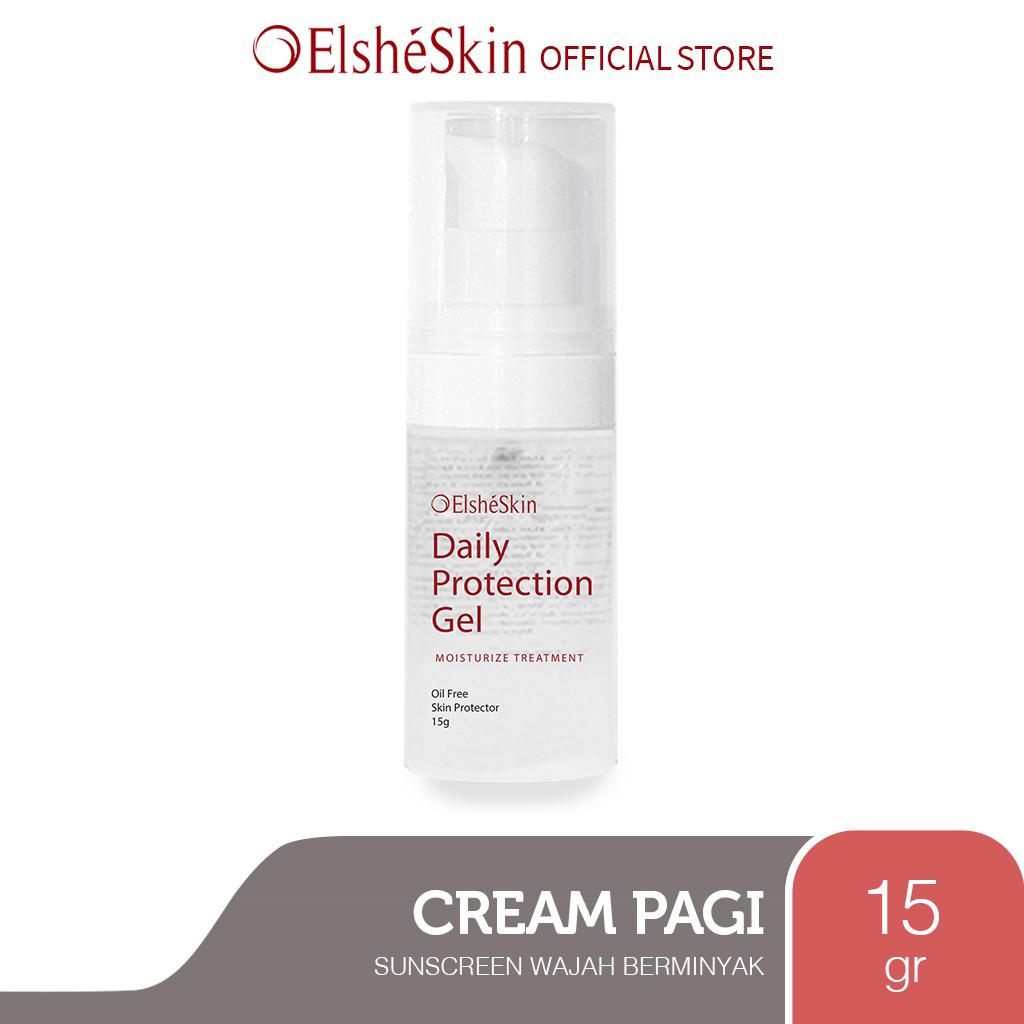 ElshéSkin OFFICIAL STORE
ElshéSkin
Daily
Protection
Gel
MOISTURIZE TREATMENT
Oil Free
Skin Protector
15g
CREAM PAGI
SUNSCREEN WAJAH BERMINYAK
15
gr